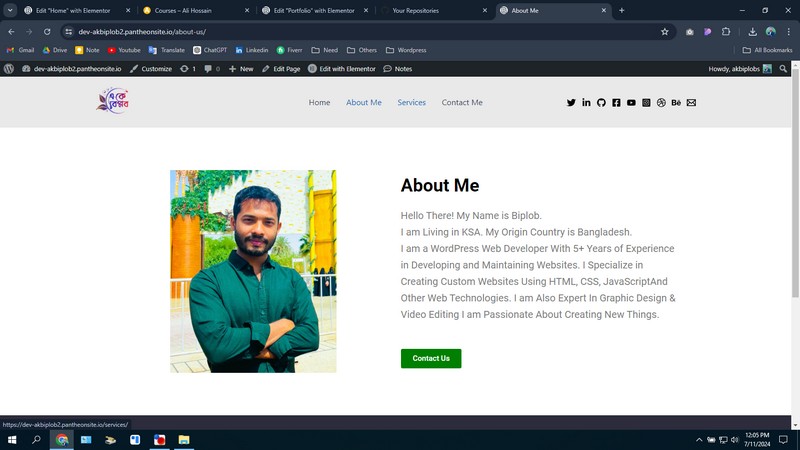 Edit "Home" with Elementor
Courses – Ali Hossain
Edit "Portfolio" with Elementor
Your Repositories
About Me
dev-akbiplob2.pantheonsite.io/about-us/
Gmail
Drive
Note
YouTube
Translate
ChatGPT
Linkedin
Fiverr
Need
Others
Wordpress
All Bookmarks
dev-akbiplob2.pantheonsite.io
Customize
1
0
New
Edit Page
Edit with Elementor
Notes
Howdy, akbiplobs
Home
About Me
Services
Contact Me
Bē
About Me
Hello There! My Name is Biplob.
I am Living in KSA. My Origin Country is Bangladesh.
I am a WordPress Web Developer With 5+ Years of Experience
in Developing and Maintaining Websites. I Specialize in
Creating Custom Websites Using HTML, CSS, JavaScriptAnd
Other Web Technologies. I am Also Expert In Graphic Design &
Video Editing I am Passionate About Creating New Things.
Contact Us
https://dev-akbiplob2.pantheonsite.io/services/
12:05 PM
7/11/2024